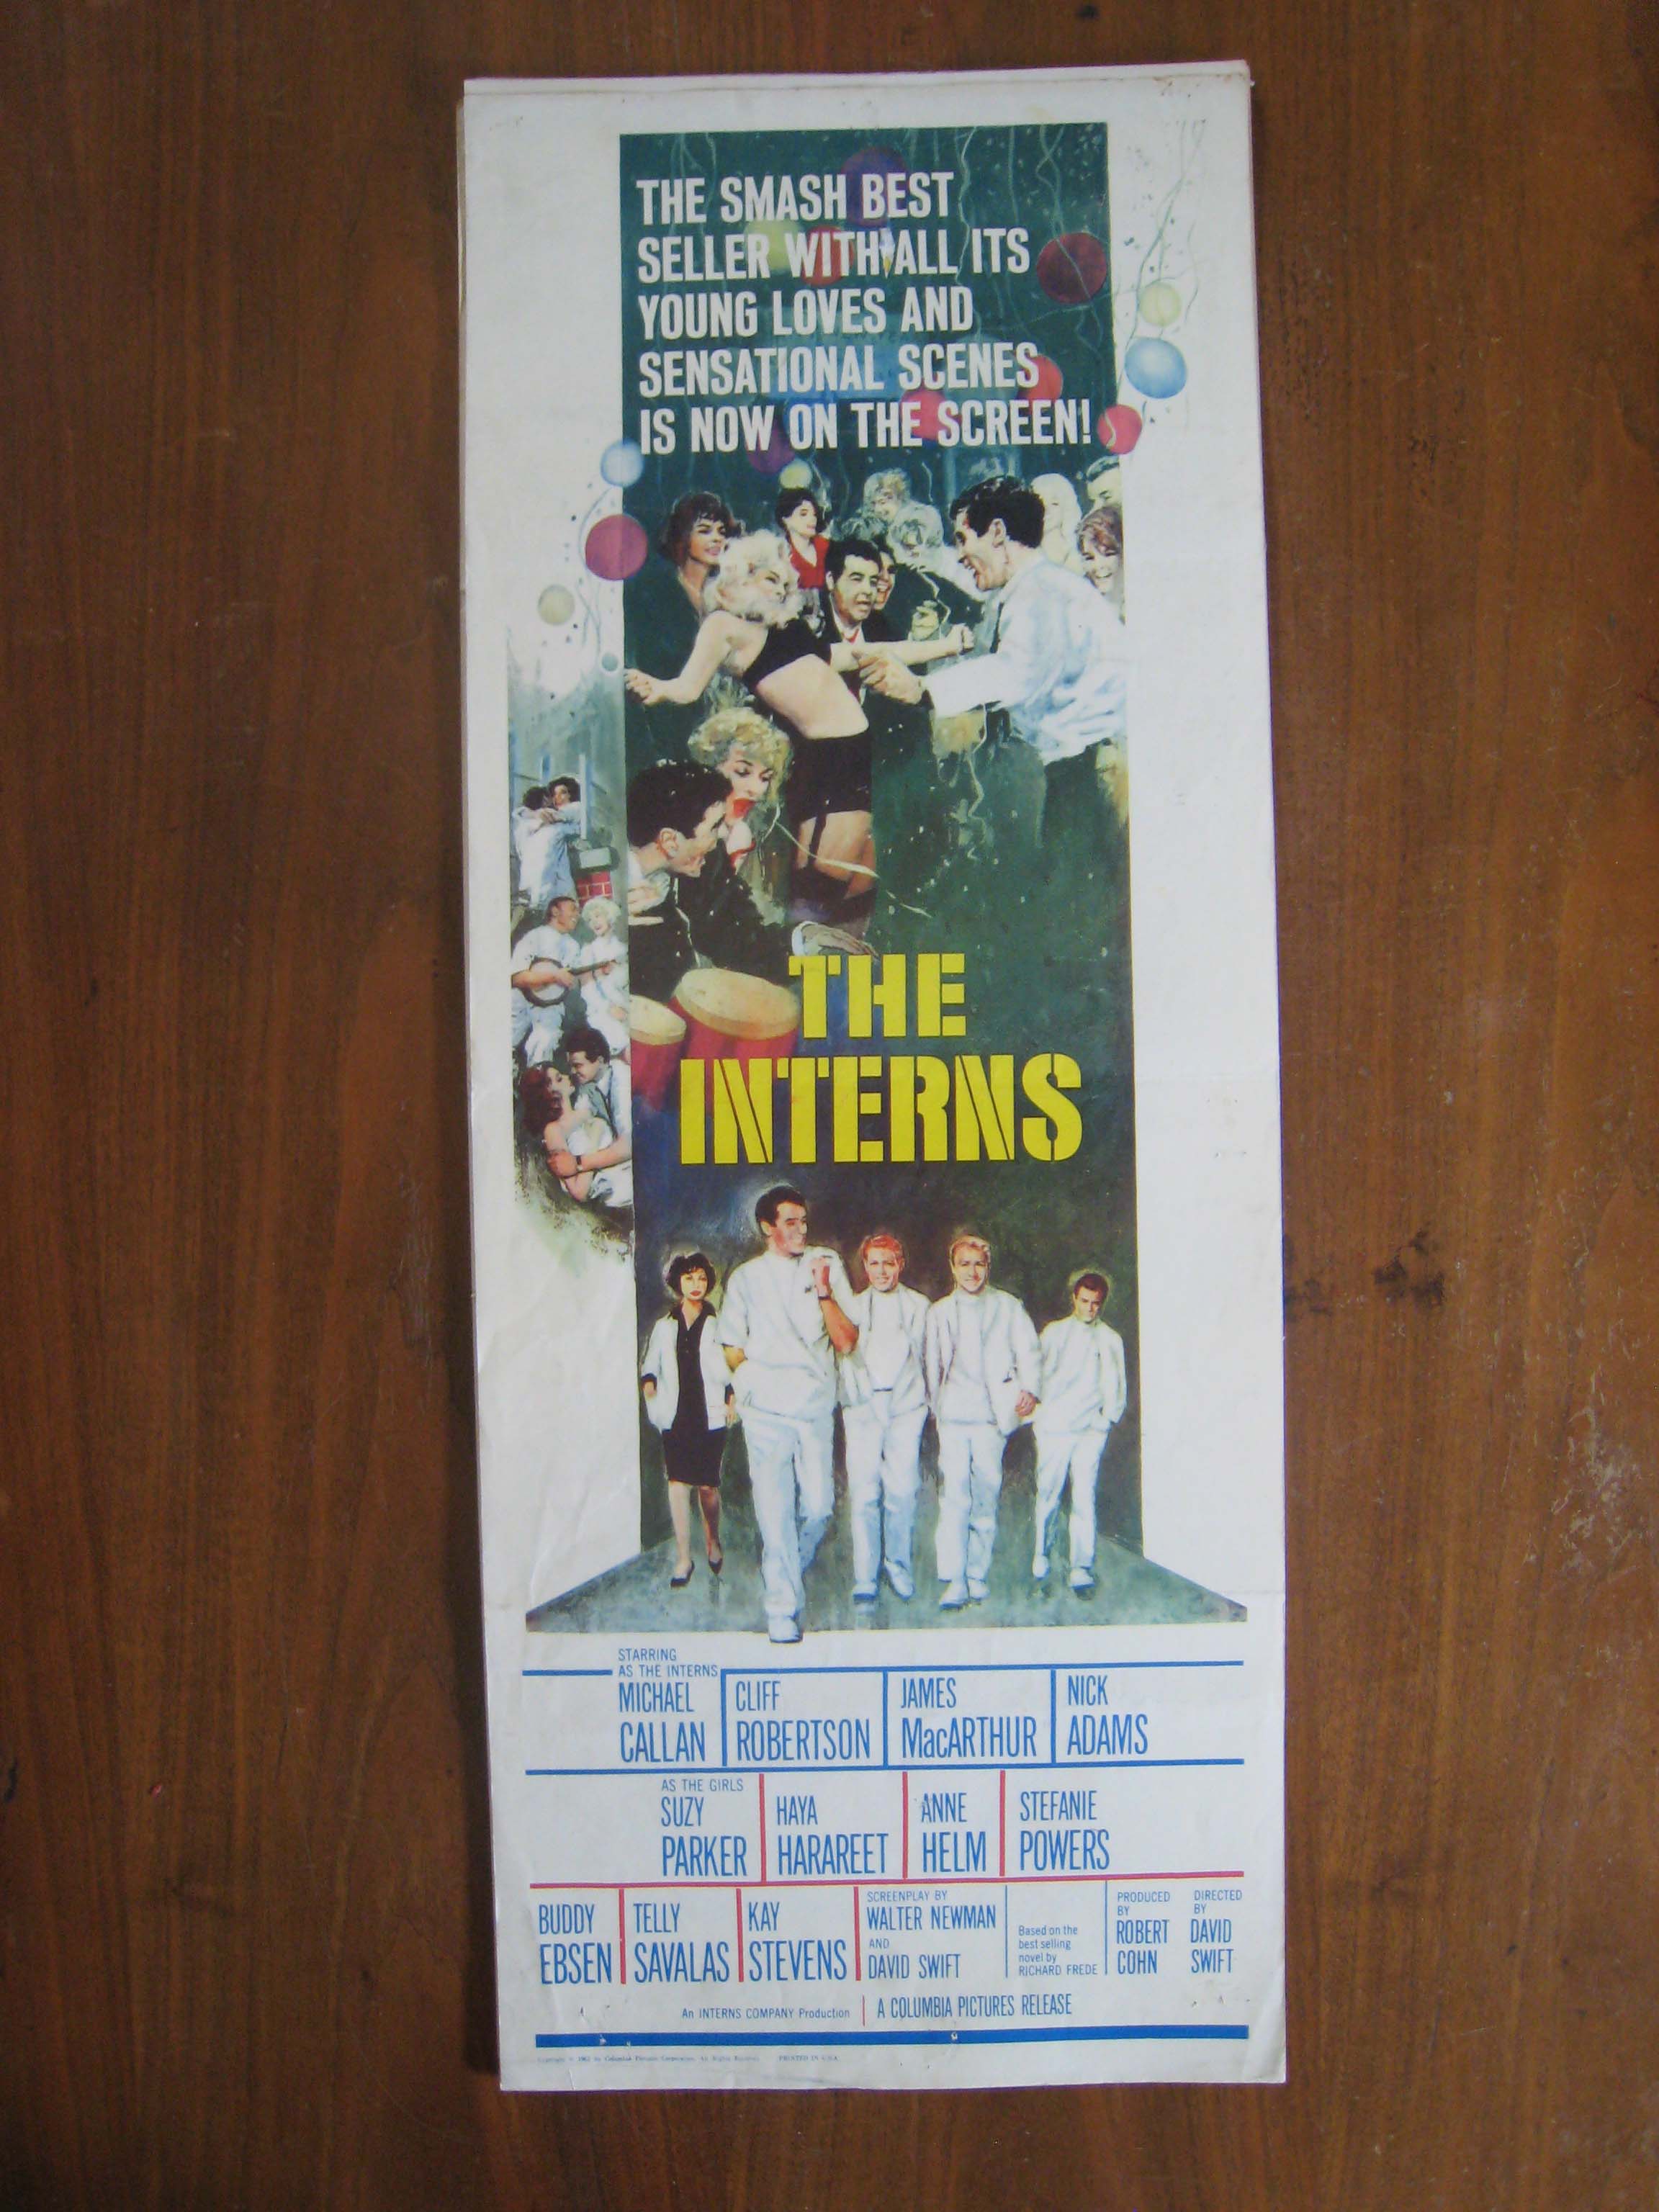 THE SMASH BEST
SELLER WITH ALL ITS
YOUNG LOVES AND
SENSATIONAL SCENES
IS NOW ON THE SCREEN!
THE
INTERNS
STARRING
AS THE INTERNS
MICHAEL
CALLAN
CLIFF
ROBERTSON
JAMES
MacARTHUR
NICK
ADAMS
AS THE GIRLS
SUZY
PARKER
HAYA
HARAREET
ANNE
HELM
STEFANIE
POWERS
BUDDY
EBSEN
TELLY
SAVALAS
KAY
STEVENS
SCREENPLAY BY
WALTER NEWMAN
AND
DAVID SWIFT
Based on the
best selling
novel by
RICHARD FREDE
PRODUCED
BY
ROBERT
COHN
DIRECTED
BY
DAVID
SWIFT
An INTERNS COMPANY Production
A COLUMBIA PICTURES RELEASE
PRINTED IN U.S.A.